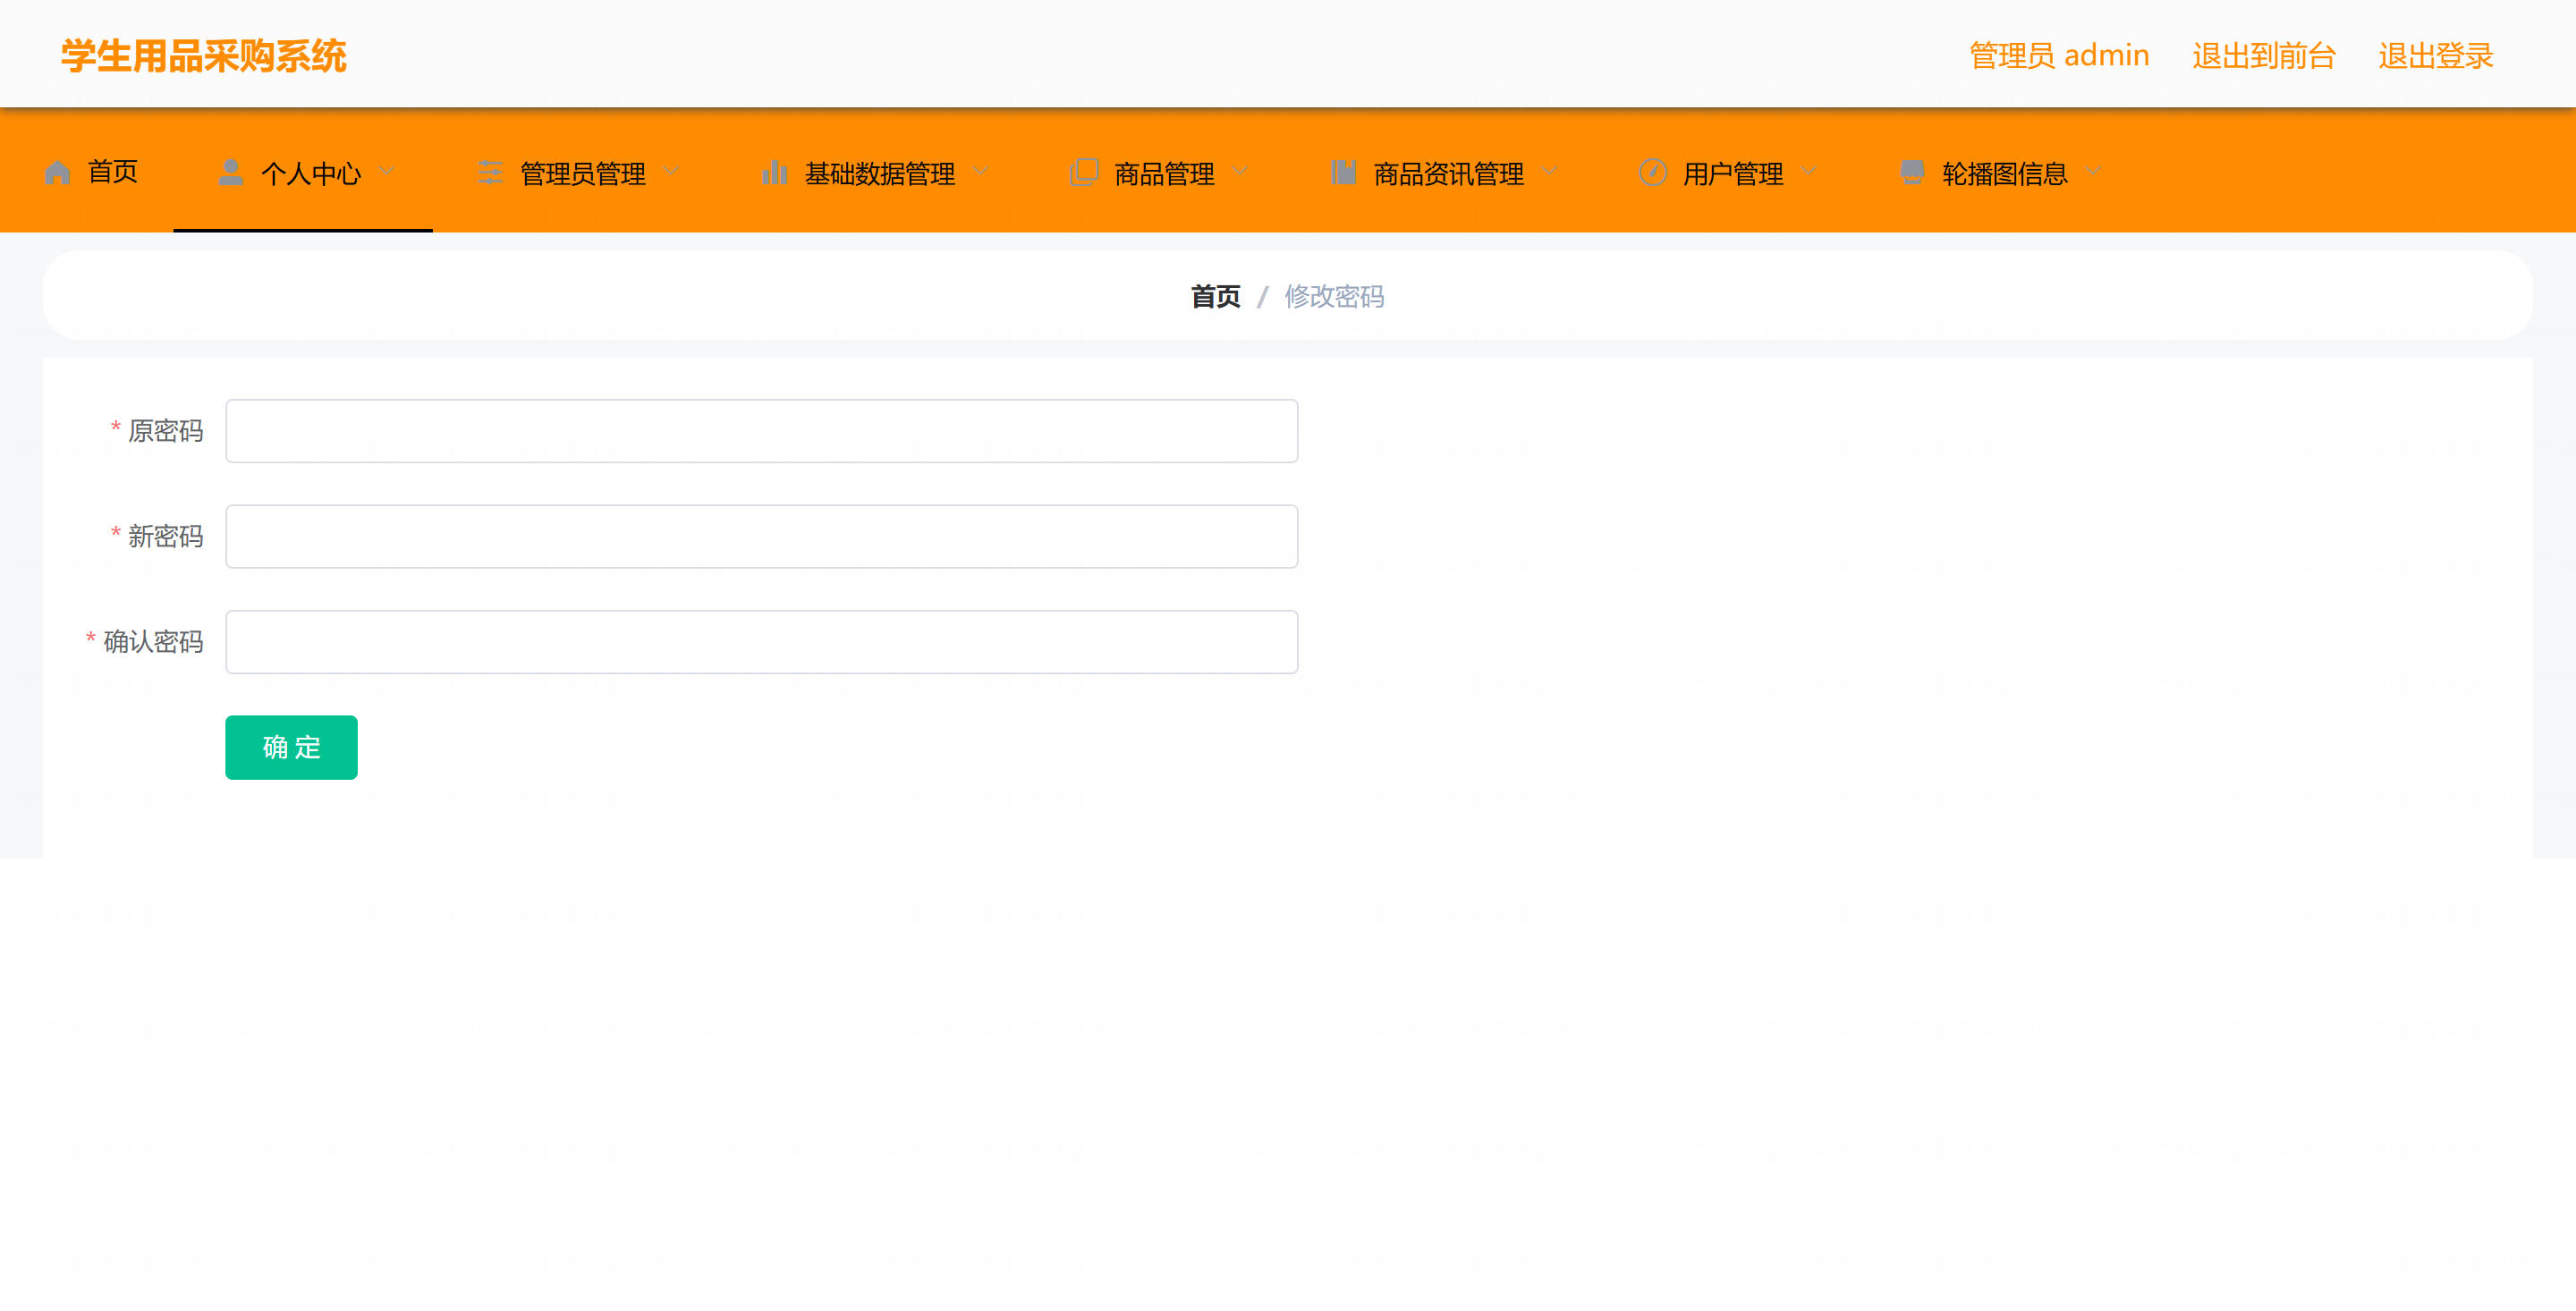 学生用品采购系统 管理员 admin 退出到前台 退出登录
首页 个人中心 管理员管理 基础数据管理 商品管理 商品资讯管理 用户管理 轮播图信息
首页 / 修改密码
* 原密码
* 新密码
* 确认密码
确 定